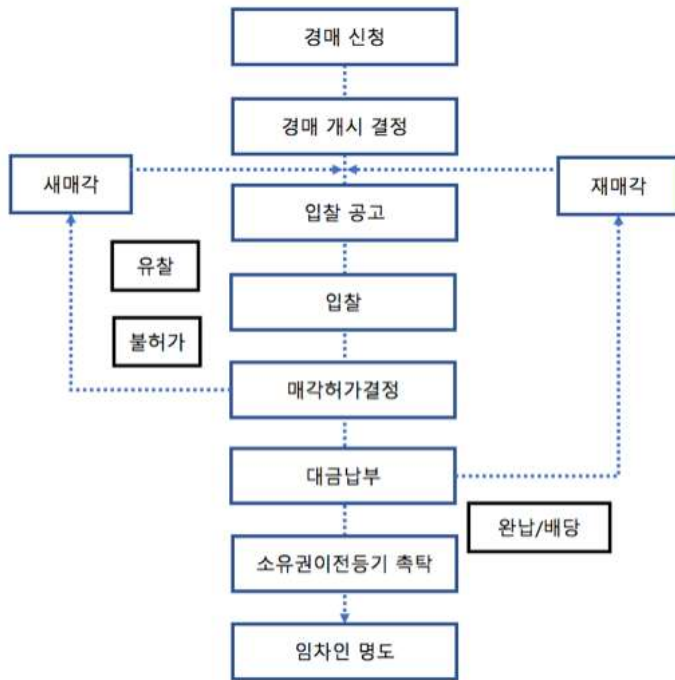 경매 신청
경매 개시 결정
새매각
재매각
입찰 공고
유찰
입찰
불허가
매각허가결정
대금납부
완납/배당
소유권이전등기 촉탁
임차인 명도